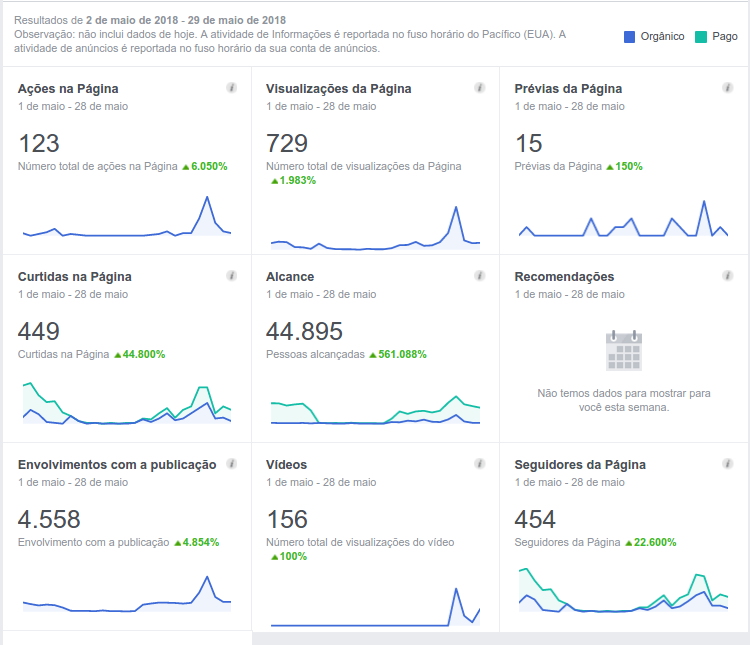 Resultados de 2 de maio de 2018 - 29 de maio de 2018
Observação: não inclui dados de hoje. A atividade de Informações é reportada no fuso horário do Pacífico (EUA). A
atividade de anúncios é reportada no fuso horário da sua conta de anúncios.
Orgânico
Pago
Ações na Página
1 de maio - 28 de maio
123
Número total de ações na Página ▲6.050%
Visualizações da Página
1 de maio - 28 de maio
729
Número total de visualizações da Página
▲1.983%
Prévias da Página
1 de maio - 28 de maio
15
Prévias da Página ▲150%
Curtidas na Página
1 de maio - 28 de maio
449
Curtidas na Página ▲44.800%
Alcance
1 de maio - 28 de maio
44.895
Pessoas alcançadas ▲561.088%
Recomendações
1 de maio - 28 de maio
Não temos dados para mostrar para
você esta semana.
Envolvimentos com a publicação
1 de maio - 28 de maio
4.558
Envolvimento com a publicação ▲4.854%
Vídeos
1 de maio - 28 de maio
156
Número total de visualizações do vídeo
▲100%
Seguidores da Página
1 de maio - 28 de maio
454
Seguidores da Página ▲22.600%